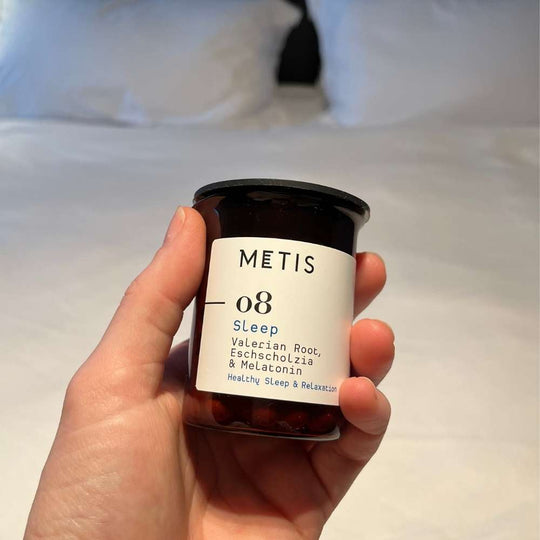 METIS
08
Sleep
Valerian Root,
Eschscholzia
& Melatonin
Healthy Sleep & Relaxation